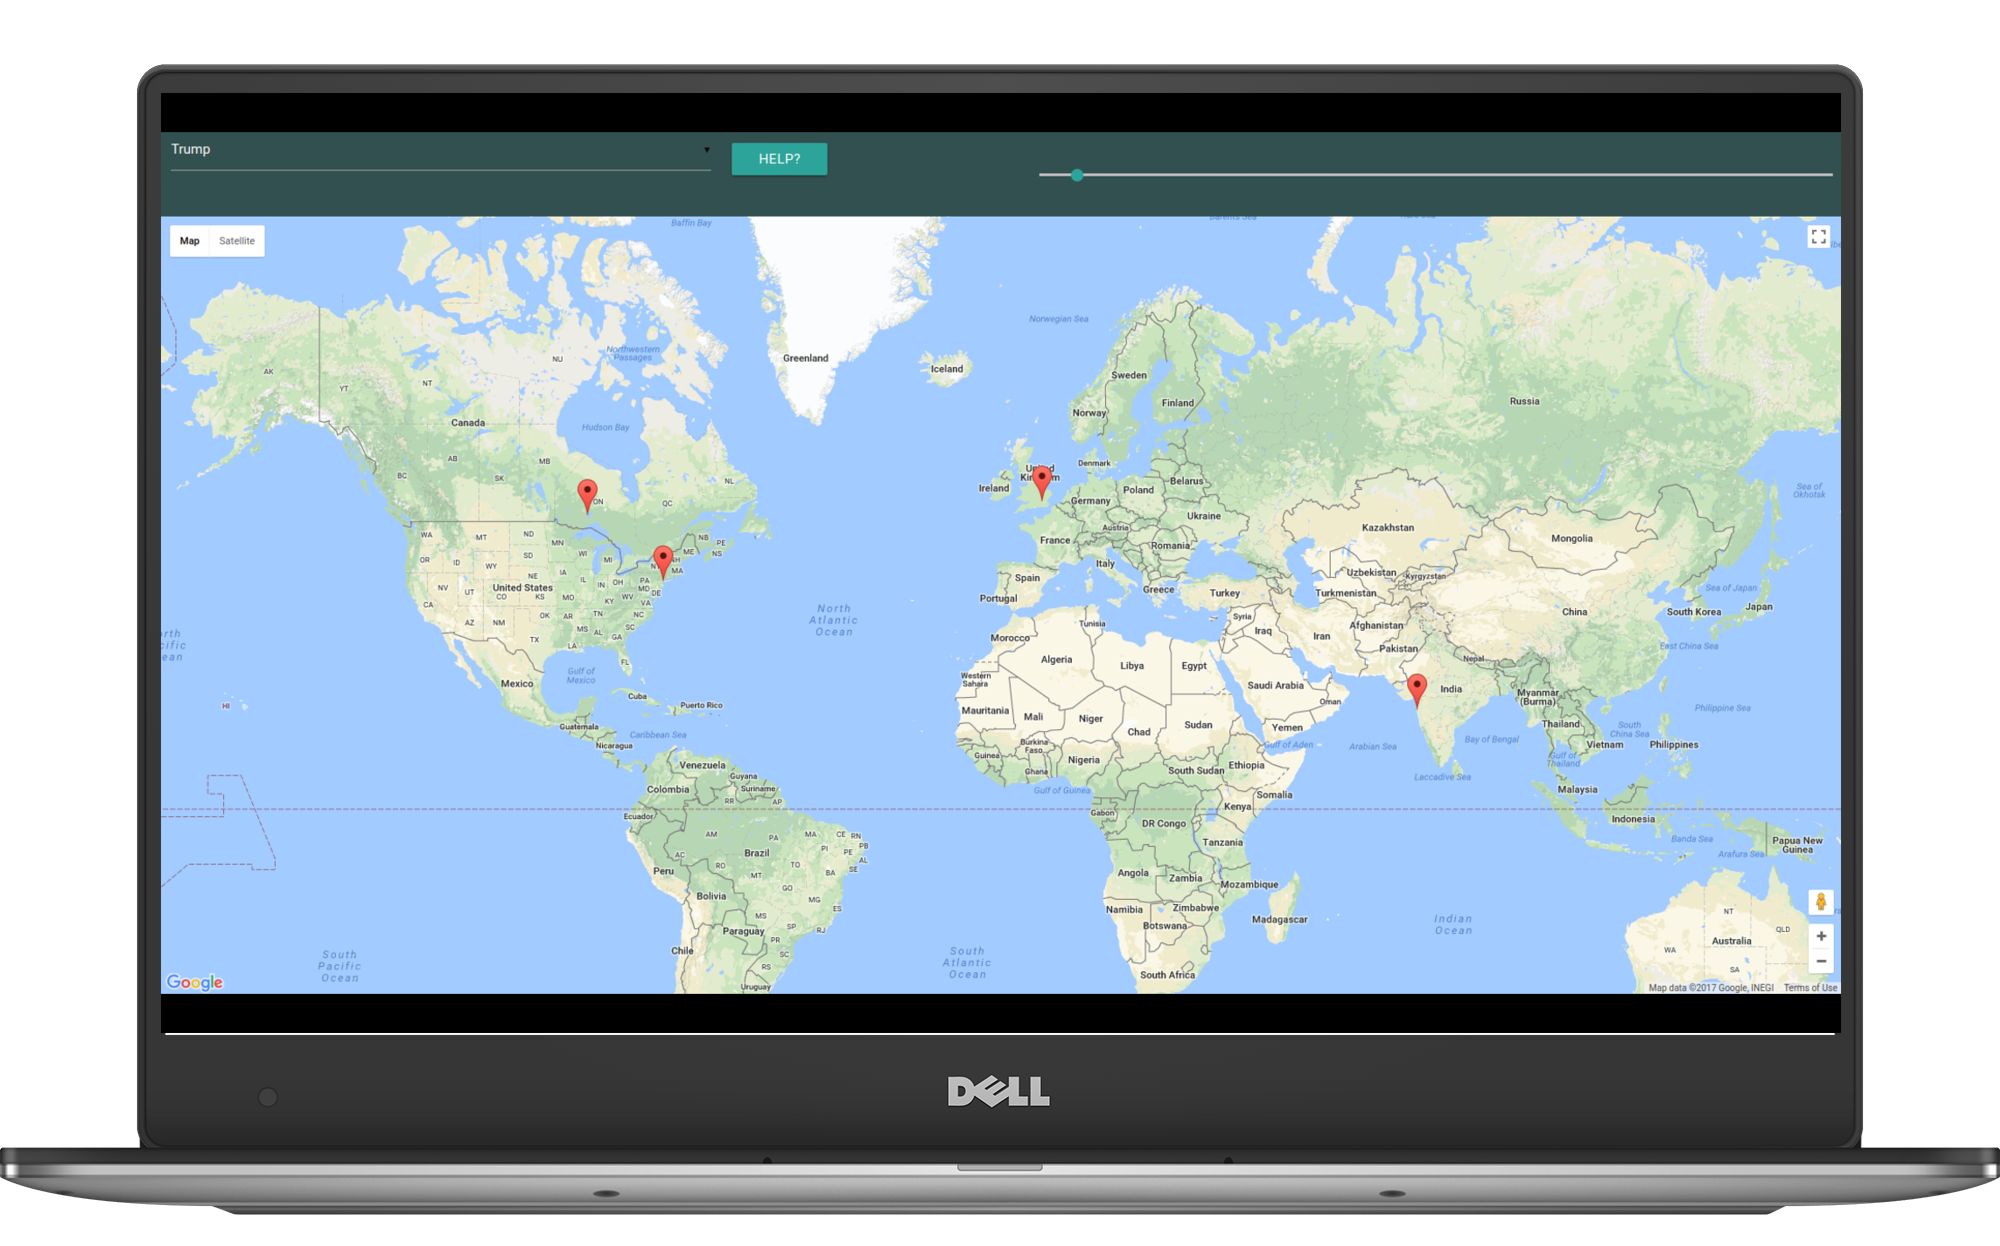 Trump
HELP?
Map Satellite
Baffin Bay
Barents Sea
Greenland
Iceland
Norwegian Sea
Northwestern
Passages
NU
AK
YT
NT
Canada
Hudson Bay
Sweden
Finland
Norway
Russia
BC
AB
SK
MB
ON
QC
NL
NB
PE
NS
ME
United
Kingdom
Ireland
Denmark
Belarus
Poland
Germany
Ukraine
Austria
France
Romania
Italy
Spain
Portugal
Greece
Turkey
Kazakhstan
Mongolia
Uzbekistan
Kyrgyzstan
Turkmenistan
China
Sea of
Okhotsk
Sea of Japan
South Korea
Japan
East China Sea
WA
MT
ND
MN
OR
ID
WY
SD
WI
MI
NH
MA
NV
UT
United States
CO
NE
KS
IA
MO
IL
IN
OH
PA
MD
DE
KY
WV
VA
CA
AZ
NM
OK
AR
TN
NC
SC
TX
MS
AL
GA
LA
FL
North
Atlantic
Ocean
Gulf of
Mexico
Mexico
Cuba
Puerto Rico
HI
Guatemala
Caribbean Sea
Nicaragua
Morocco
Tunisia
Algeria
Libya
Egypt
Western
Sahara
Syria
Iraq
Iran
Afghanistan
Pakistan
Nepal
India
Saudi Arabia
Oman
Yemen
Gulf of Aden
Arabian Sea
Bay of Bengal
Laccadive Sea
Myanmar
(Burma)
Thailand
Gulf of
Thailand
Vietnam
South
China Sea
Philippines
Philippine Sea
Malaysia
Indonesia
Banda Sea
Arafura Sea
Papua New
Guinea
Mauritania
Mali
Niger
Chad
Sudan
Burkina
Faso
Guinea
Ghana
Nigeria
Gulf of Guinea
South Sudan
Ethiopia
Somalia
Kenya
Gabon
DR Congo
Tanzania
Angola
Zambia
Mozambique
Namibia
Zimbabwe
Botswana
Madagascar
South Africa
Venezuela
Guyana
Suriname
Colombia
RR
AP
Ecuador
AM
PA
MA
CE
RN
PB
PE
PI
AL
SE
AC
RO
Brazil
TO
BA
MT
GO
Peru
Bolivia
MG
ES
MS
SP
RJ
Paraguay
PR
SC
Chile
RS
Uruguay
South
Pacific
Ocean
South
Atlantic
Ocean
Indian
Ocean
NT
QLD
WA
Australia
SA
Google
Map data ©2017 Google, INEGI Terms of Use
DELL